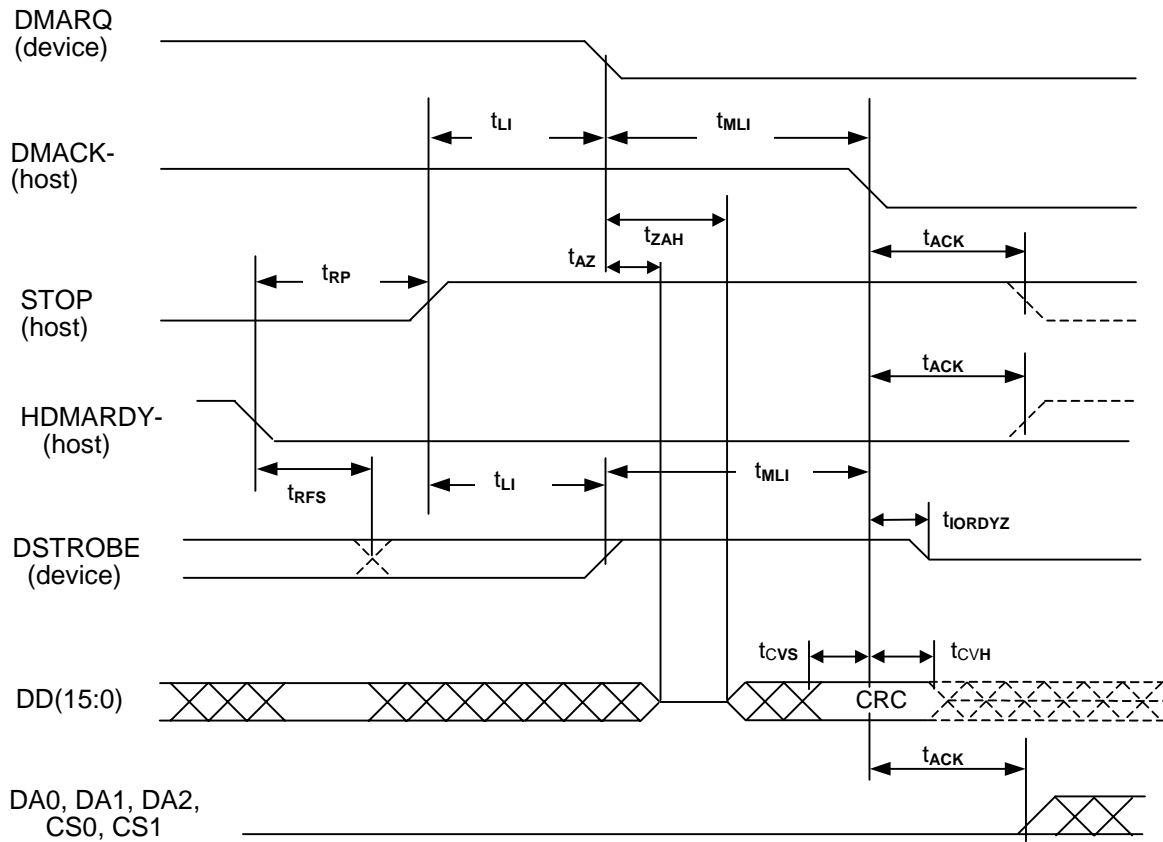 DMARQ
(device)
tLI
tMLI
DMACK-
(host)
tZAH
tACK
tAZ
tRP
STOP
(host)
tACK
HDMARDY-
(host)
tRFS
tLI
tMLI
tIORDYZ
DSTROBE
(device)
tCVS
tCVH
DD(15:0)
CRC
tACK
DA0, DA1, DA2,
CS0, CS1